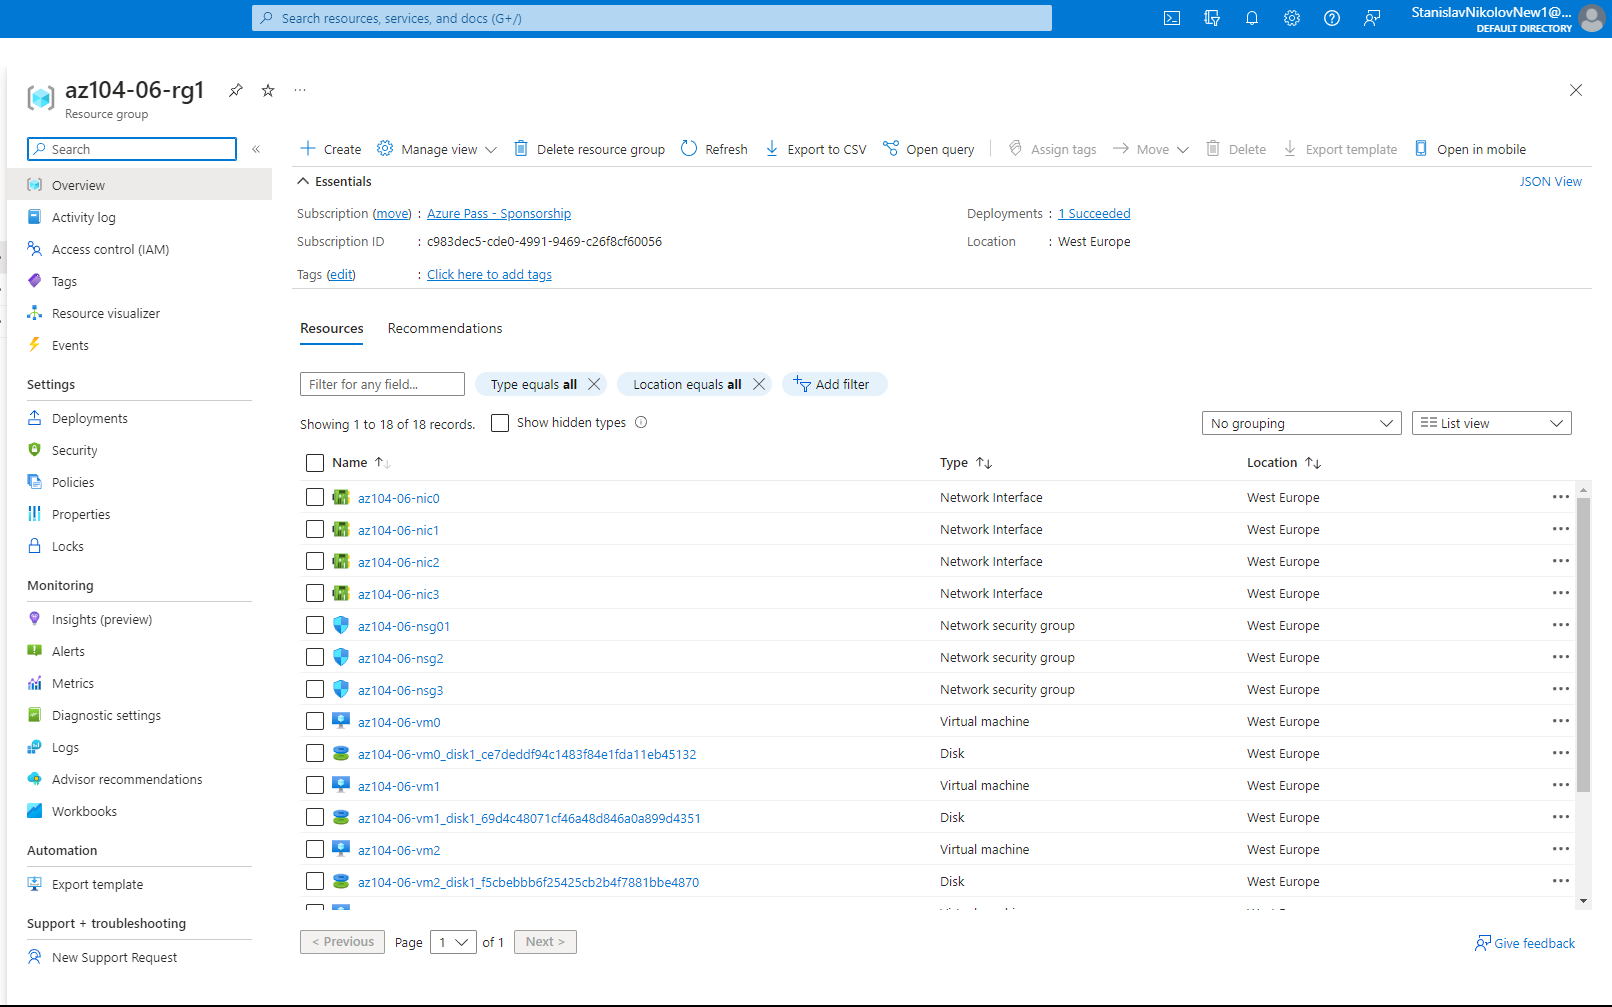 Search resources, services, and docs (G+/)
StanislavNikolovNew1@...
DEFAULT DIRECTORY
az104-06-rg1
Resource group
Search
Create
Manage view
Delete resource group
Refresh
Export to CSV
Open query
Assign tags
Move
Delete
Export template
Open in mobile
Overview
Activity log
Access control (IAM)
Tags
Resource visualizer
Events
Settings
Deployments
Security
Policies
Properties
Locks
Monitoring
Insights (preview)
Alerts
Metrics
Diagnostic settings
Logs
Advisor recommendations
Workbooks
Automation
Export template
Support + troubleshooting
New Support Request
Essentials
JSON View
Subscription (move) : Azure Pass - Sponsorship
Deployments : 1 Succeeded
Subscription ID : c983dec5-cde0-4991-9469-c26f8cf60056
Location : West Europe
Tags (edit) : Click here to add tags
Resources Recommendations
Filter for any field...
Type equals all
Location equals all
Add filter
Showing 1 to 18 of 18 records.
Show hidden types
No grouping
List view
Name Type Location
az104-06-nic0 Network Interface West Europe
az104-06-nic1 Network Interface West Europe
az104-06-nic2 Network Interface West Europe
az104-06-nic3 Network Interface West Europe
az104-06-nsg01 Network security group West Europe
az104-06-nsg2 Network security group West Europe
az104-06-nsg3 Network security group West Europe
az104-06-vm0 Virtual machine West Europe
az104-06-vm0_disk1_ce7deddf94c1483f84e1fda11eb45132 Disk West Europe
az104-06-vm1 Virtual machine West Europe
az104-06-vm1_disk1_69d4c48071cf46a48d846a0a899d4351 Disk West Europe
az104-06-vm2 Virtual machine West Europe
az104-06-vm2_disk1_f5cbebbb6f25425cb2b4f7881bbe4870 Disk West Europe
< Previous Page 1 of 1 Next >
Give feedback